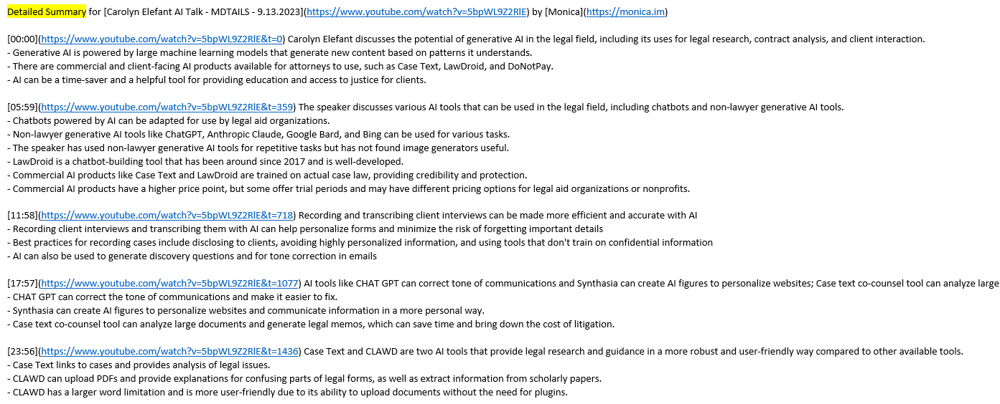 Detailed Summary for [Carolyn Elefant AI Talk - MDTAILS - 9.13.2023](https://www.youtube.com/watch?v=5bpWL9Z2RlE) by [Monica](https://monica.im)
[00:00](https://www.youtube.com/watch?v=5bpWL9Z2RlE&t=0) Carolyn Elefant discusses the potential of generative AI in the legal field, including its uses for legal research, contract analysis, and client interaction.
- Generative AI is powered by large machine learning models that generate new content based on patterns it understands.
- There are commercial and client-facing AI products available for attorneys to use, such as Case Text, LawDroid, and DoNotPay.
- AI can be a time-saver and a helpful tool for providing education and access to justice for clients.
[05:59](https://www.youtube.com/watch?v=5bpWL9Z2RlE&t=359) The speaker discusses various AI tools that can be used in the legal field, including chatbots and non-lawyer generative AI tools.
- Chatbots powered by AI can be adapted for use by legal aid organizations.
- Non-lawyer generative AI tools like ChatGPT, Anthropic Claude, Google Bard, and Bing can be used for various tasks.
- The speaker has used non-lawyer generative AI tools for repetitive tasks but has not found image generators useful.
- LawDroid is a chatbot-building tool that has been around since 2017 and is well-developed.
- Commercial AI products like Case Text and LawDroid are trained on actual case law, providing credibility and protection.
- Commercial AI products have a higher price point, but some offer trial periods and may have different pricing options for legal aid organizations or nonprofits.
[11:58](https://www.youtube.com/watch?v=5bpWL9Z2RlE&t=718) Recording and transcribing client interviews can be made more efficient and accurate with AI
- Recording client interviews and transcribing them with AI can help personalize forms and minimize the risk of forgetting important details
- Best practices for recording cases include disclosing to clients, avoiding highly personalized information, and using tools that don't train on confidential information
- AI can also be used to generate discovery questions and for tone correction in emails
[17:57](https://www.youtube.com/watch?v=5bpWL9Z2RlE&t=1077) AI tools like CHAT GPT can correct tone of communications and Synthasia can create AI figures to personalize websites; Case text co-counsel tool can analyze large
- CHAT GPT can correct the tone of communications and make it easier to fix.
- Synthasia can create AI figures to personalize websites and communicate information in a more personal way.
- Case text co-counsel tool can analyze large documents and generate legal memos, which can save time and bring down the cost of litigation.
[23:56](https://www.youtube.com/watch?v=5bpWL9Z2RlE&t=1436) Case Text and CLAWD are two AI tools that provide legal research and guidance in a more robust and user-friendly way compared to other available tools.
- Case Text links to cases and provides analysis of legal issues.
- CLAWD can upload PDFs and provide explanations for confusing parts of legal forms, as well as extract information from scholarly papers.
- CLAWD has a larger word limitation and is more user-friendly due to its ability to upload documents without the need for plugins.